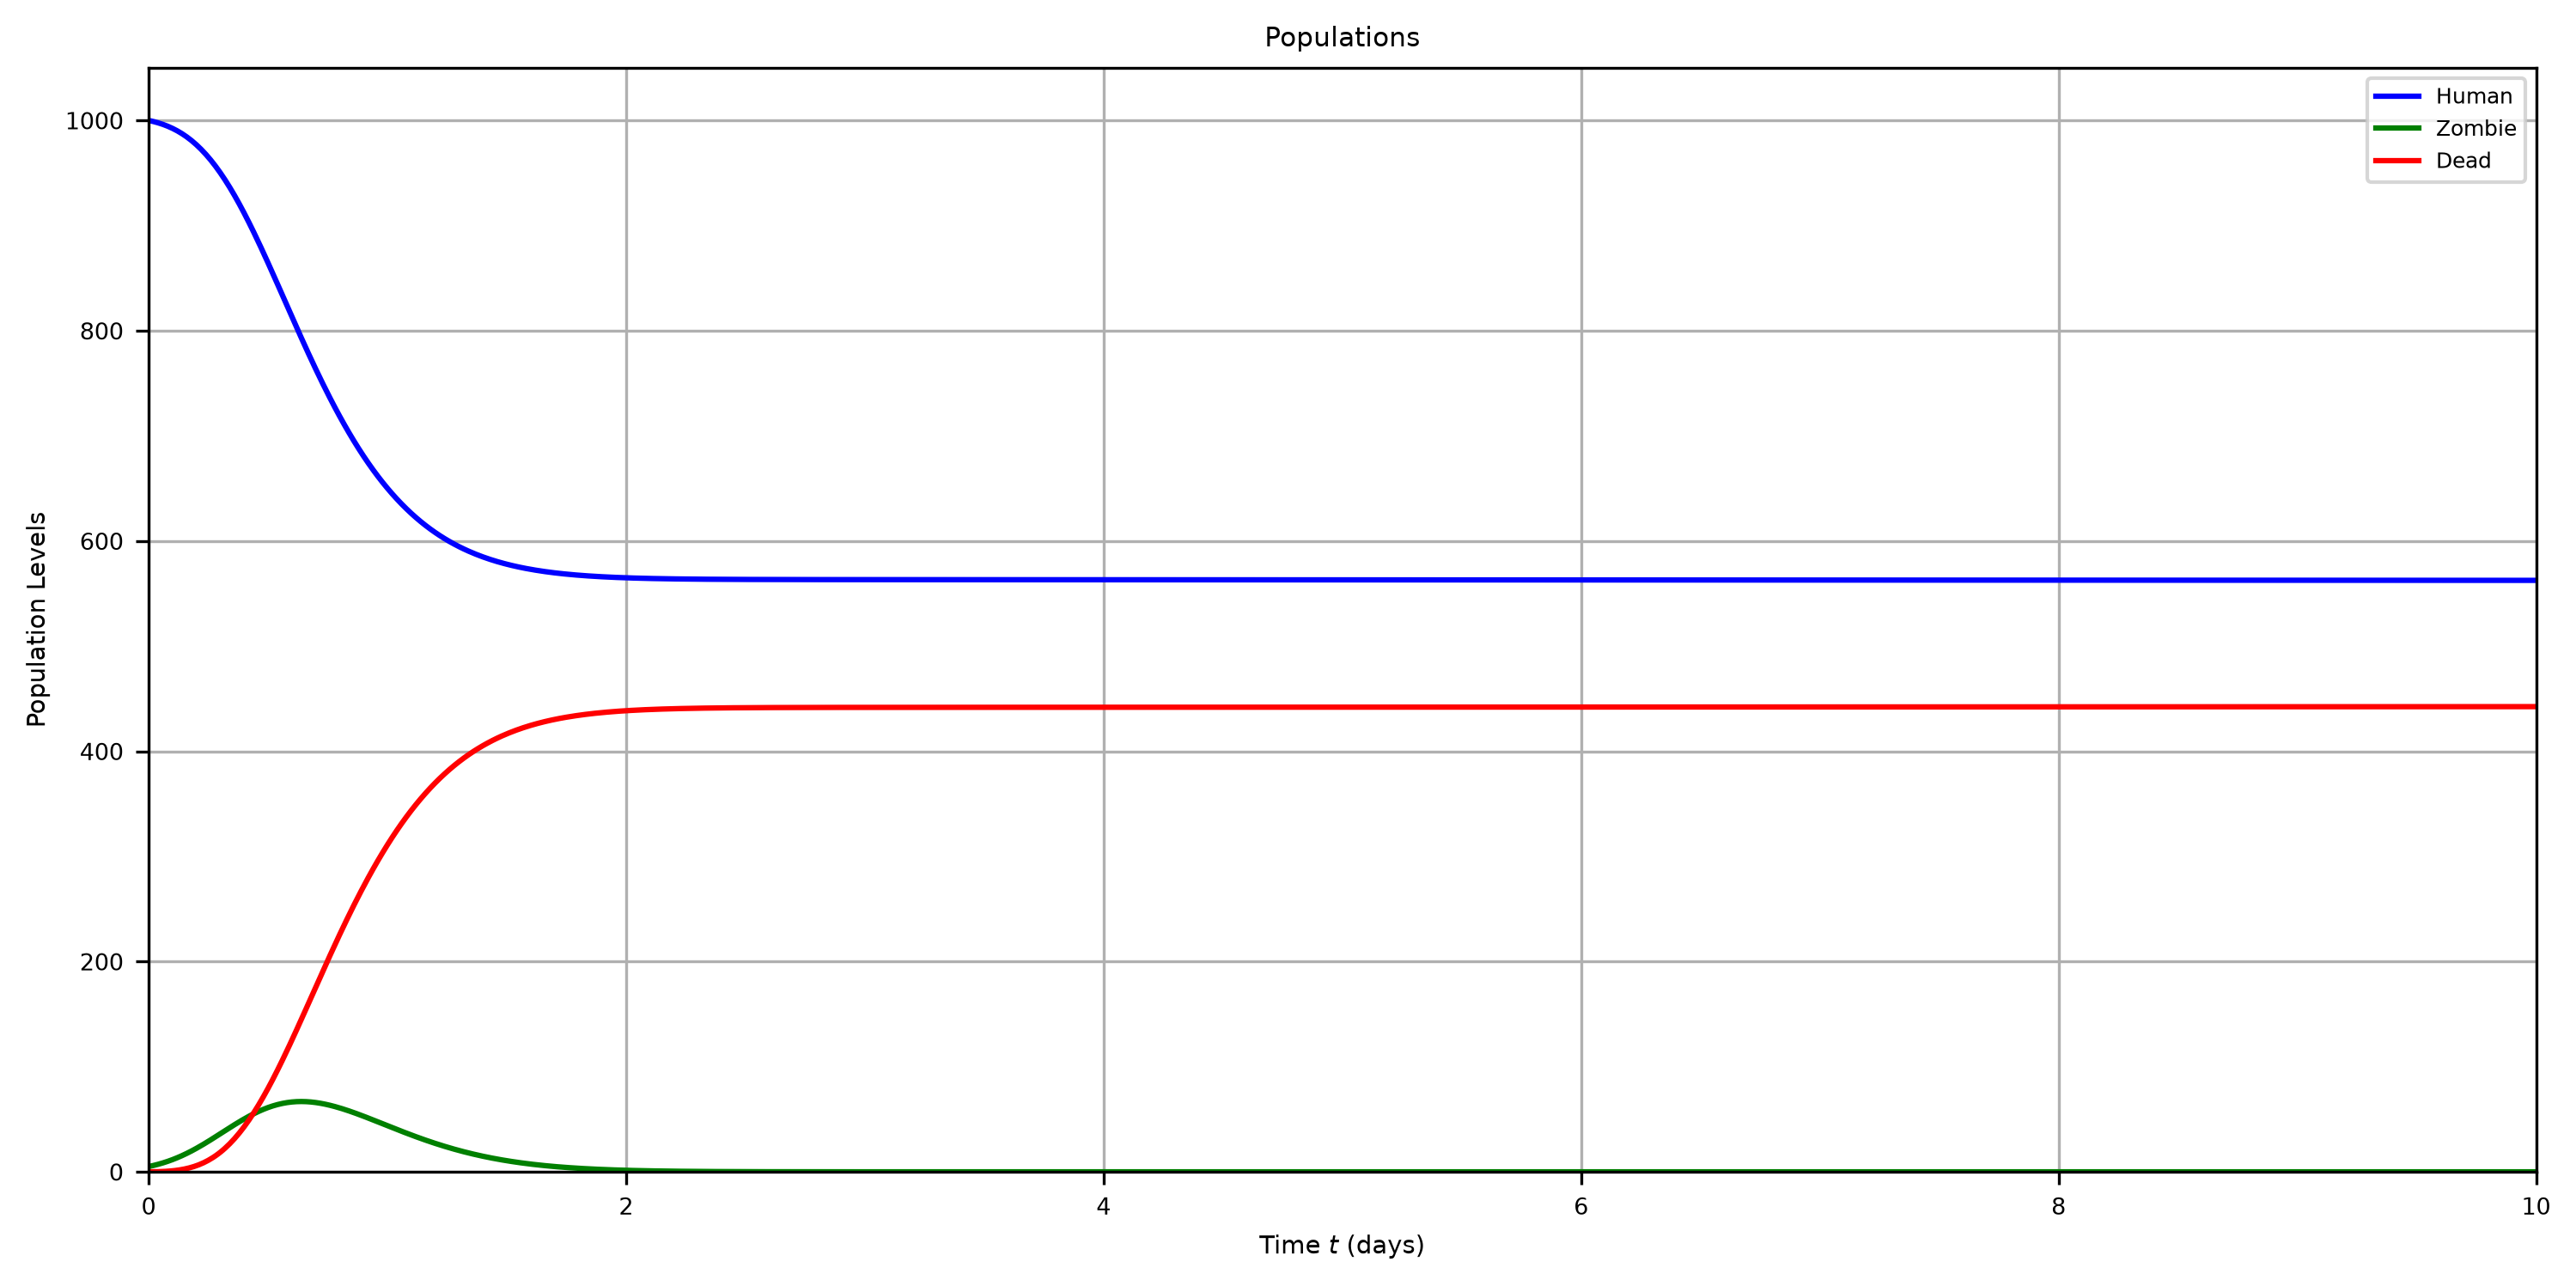 Populations
Human
Zombie
Dead
1000
800
600
400
200
0
Population Levels
0 2 4 6 8 10
Time t (days)